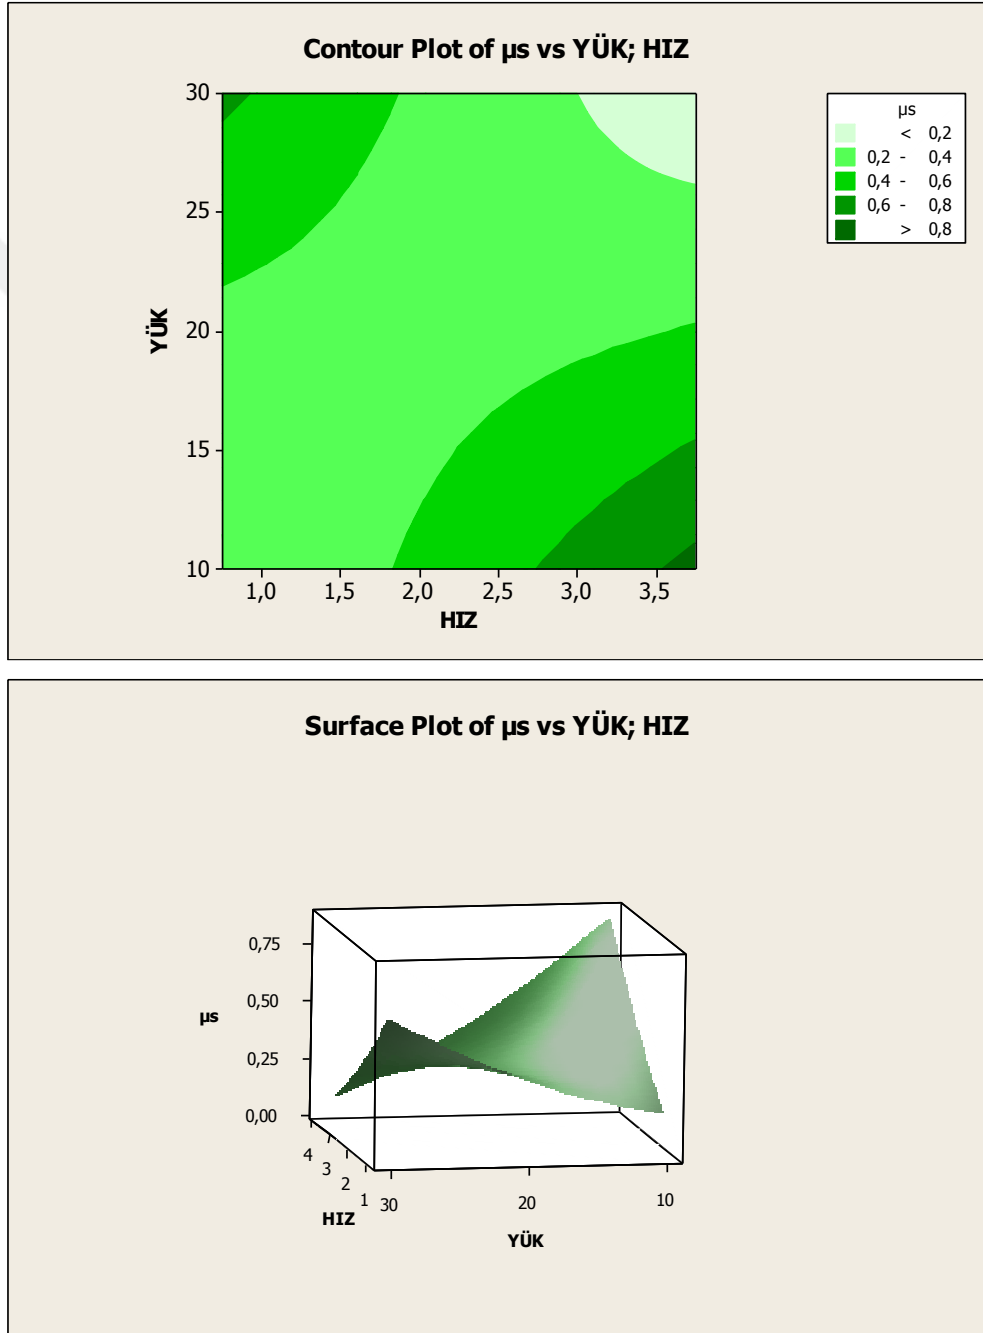 Contour Plot of µs vs YÜK; HIZ
30
25
20
15
10
YÜK
1,0 1,5 2,0 2,5 3,0 3,5
HIZ
µs
< 0,2
0,2 - 0,4
0,4 - 0,6
0,6 - 0,8
> 0,8
Surface Plot of µs vs YÜK; HIZ
0,75
0,50
0,25
0,00
µs
4
3
2
1
HIZ
30 20 10
YÜK